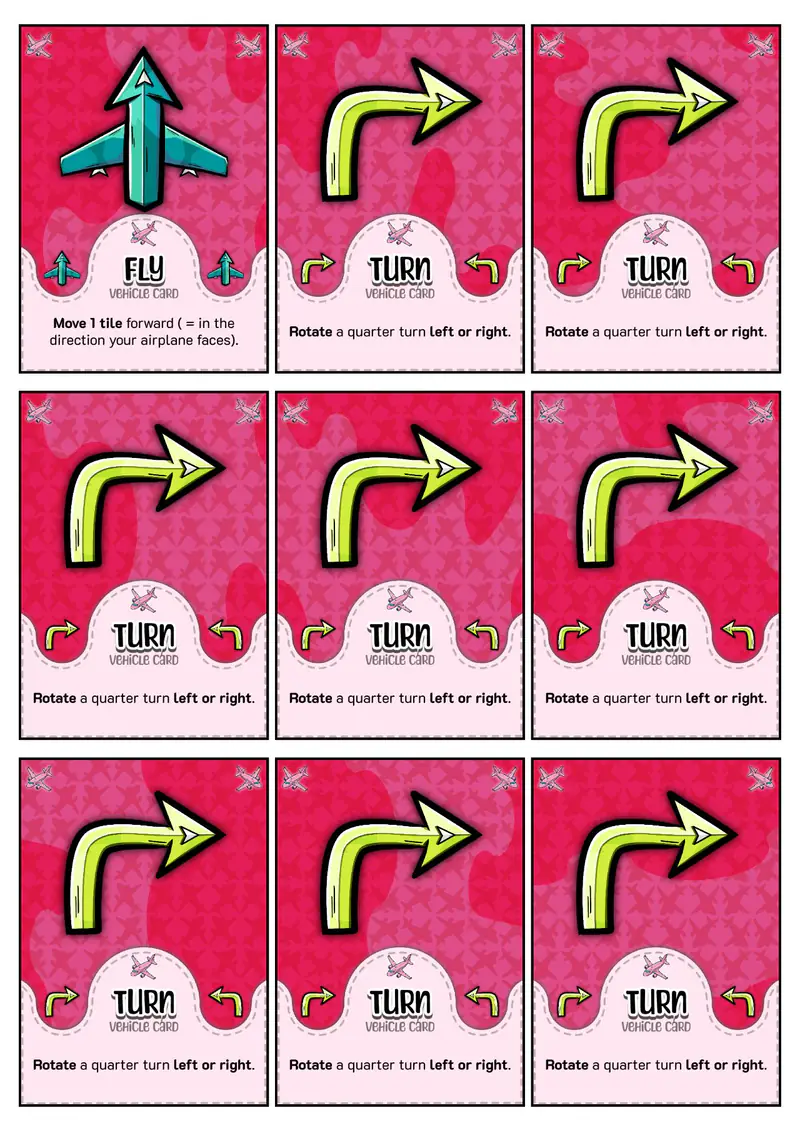 FLY
VEHICLE CARD
Move 1 tile forward ( = in the
direction your airplane faces).
TURN
VEHICLE CARD
Rotate a quarter turn left or right.
TURN
VEHICLE CARD
Rotate a quarter turn left or right.
TURN
VEHICLE CARD
Rotate a quarter turn left or right.
TURN
VEHICLE CARD
Rotate a quarter turn left or right.
TURN
VEHICLE CARD
Rotate a quarter turn left or right.
TURN
VEHICLE CARD
Rotate a quarter turn left or right.
TURN
VEHICLE CARD
Rotate a quarter turn left or right.
TURN
VEHICLE CARD
Rotate a quarter turn left or right.